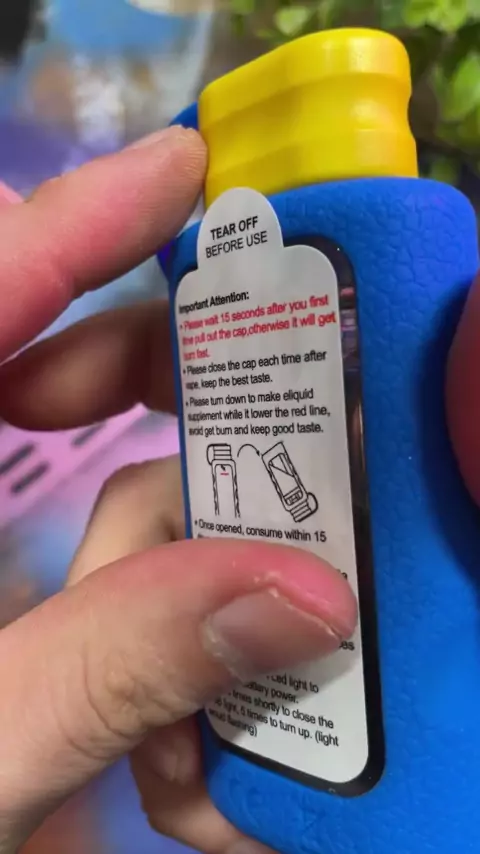 TEAR OFF
BEFORE USE
Important Attention:
• Please wait 15 seconds after you first
time pull out the cap,otherwise it will get
burn fast.
• Please close the cap each time after
vape, keep the best taste.
• Please turn down to make eliquid
supplement while it lower the red line,
avoid get burn and keep good taste.
• Once opened, consume within 15
LED light to
battery power.
times shortly to close the
light, 5 times to turn up. (light
flashing)